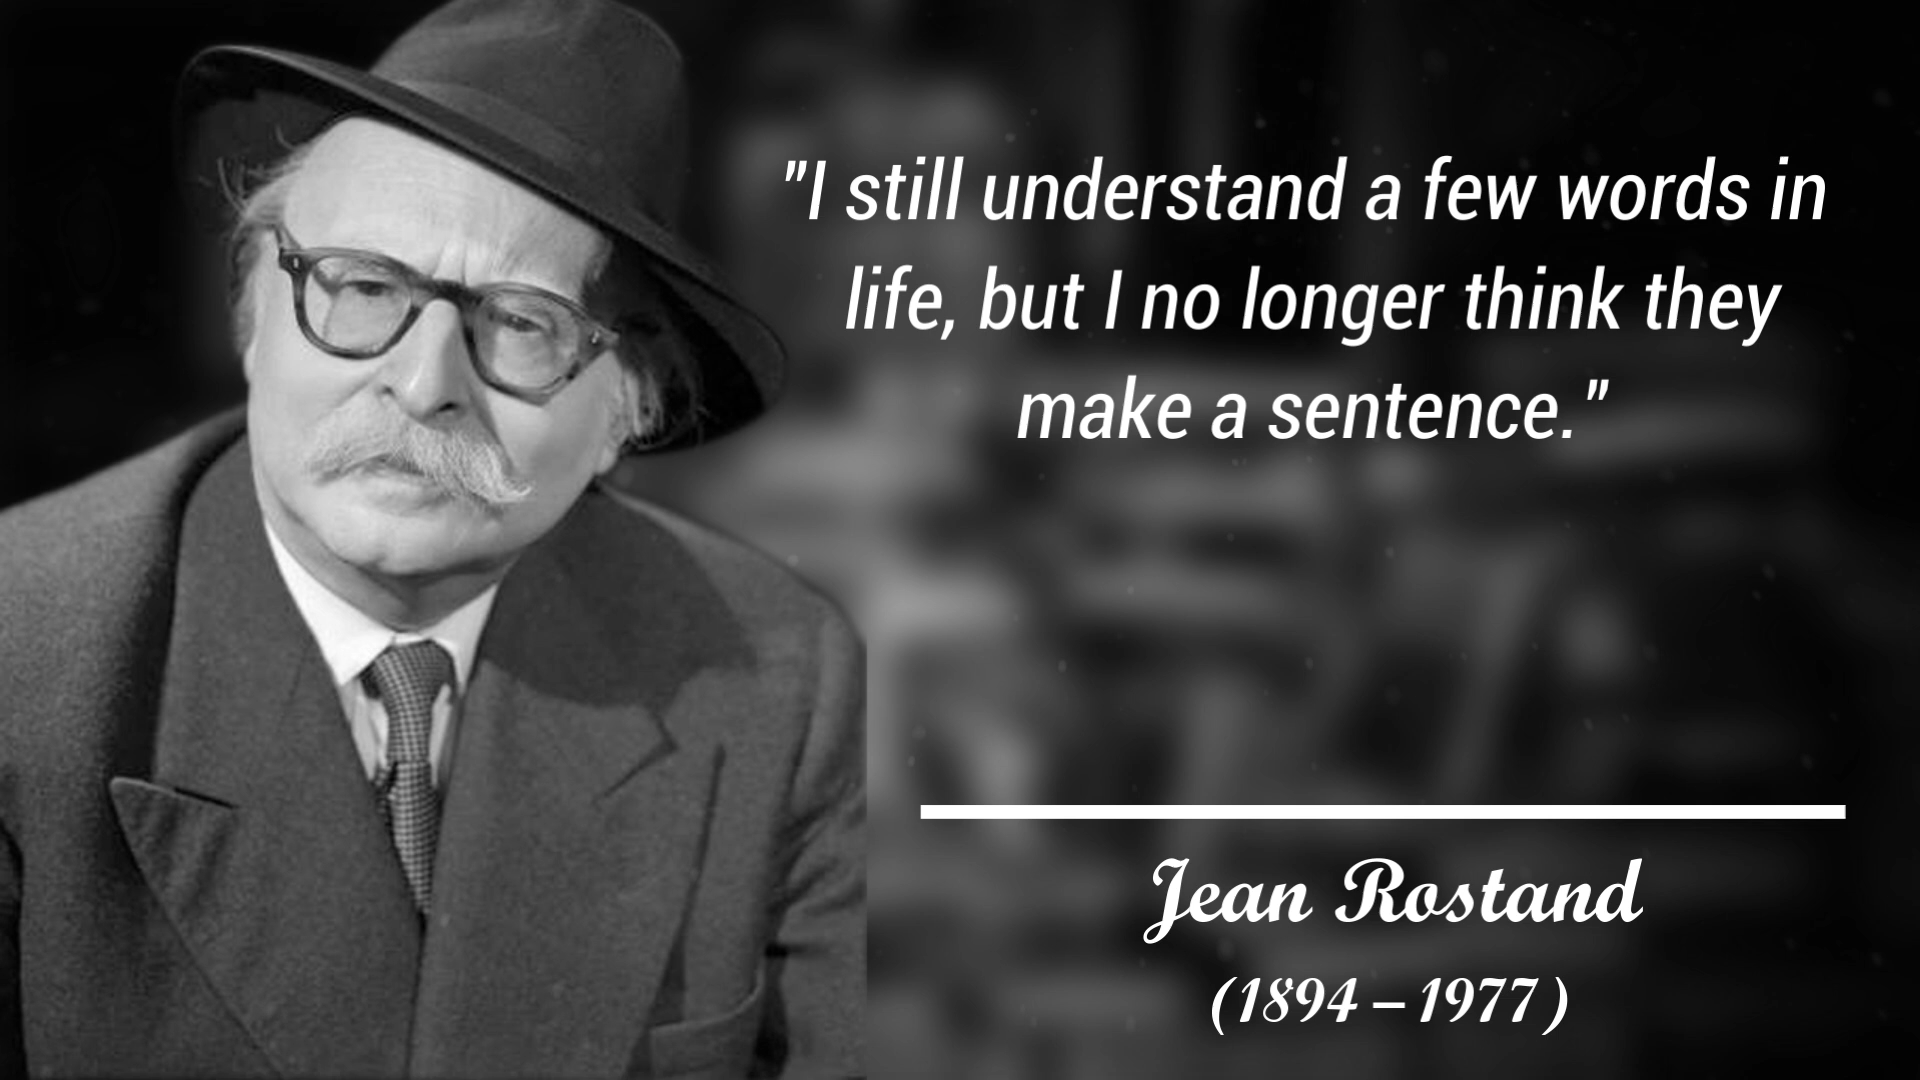 "I still understand a few words in
life, but I no longer think they
make a sentence."
Jean Rostand
(1894 – 1977)